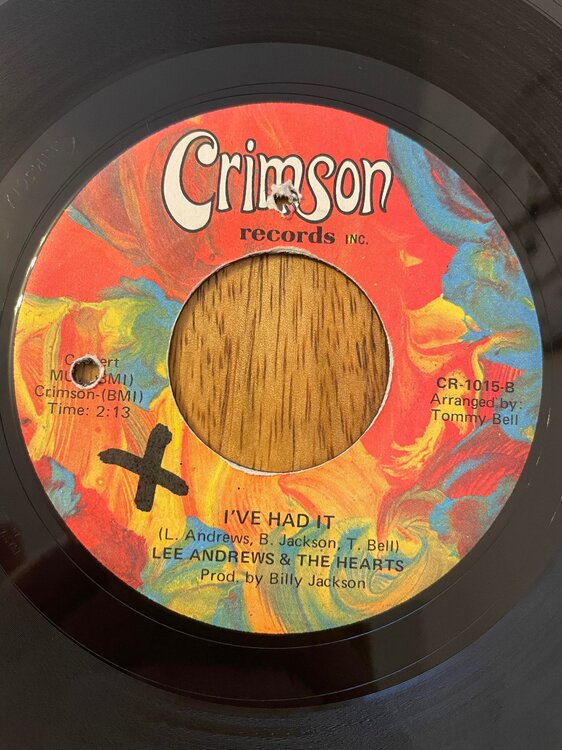 Crimson
records INC.
(BMI)
Crimson-(BMI)
Time: 2:13
CR-1015-B
Arranged by:
Tommy Bell
I'VE HAD IT
(L. Andrews, B. Jackson, T. Bell)
LEE ANDREWS & THE HEARTS
Prod. by Billy Jackson